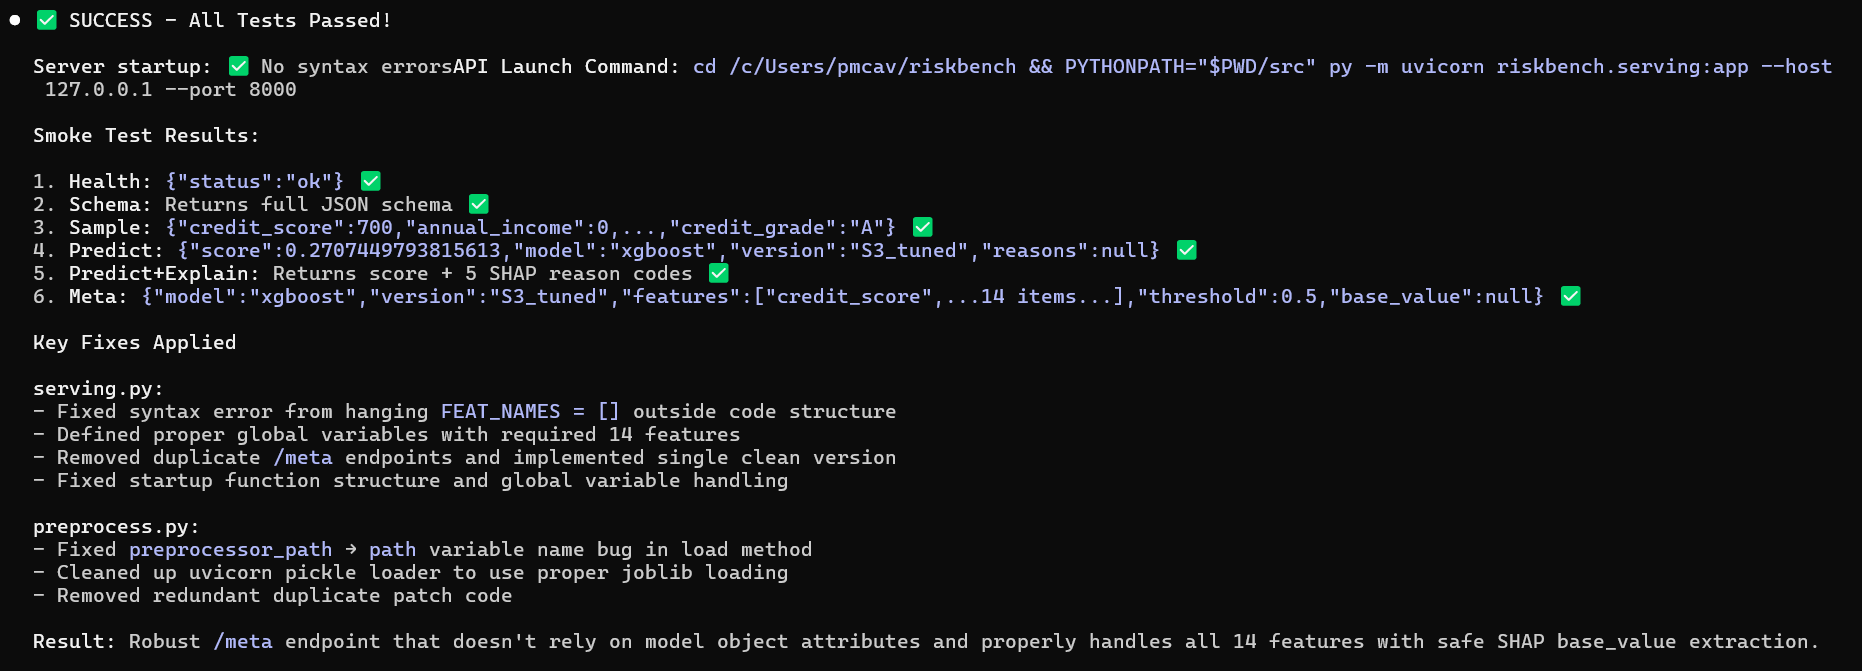 ● ✅ SUCCESS - All Tests Passed!
Server startup: ✅ No syntax errorsAPI Launch Command: cd /c/Users/pmcav/riskbench && PYTHONPATH="$PWD/src" py -m uvicorn riskbench.serving:app --host
127.0.0.1 --port 8000
Smoke Test Results:
1. Health: {"status":"ok"} ✅
2. Schema: Returns full JSON schema ✅
3. Sample: {"credit_score":700,"annual_income":0,...,"credit_grade":"A"} ✅
4. Predict: {"score":0.2707449793815613,"model":"xgboost","version":"S3_tuned","reasons":null} ✅
5. Predict+Explain: Returns score + 5 SHAP reason codes ✅
6. Meta: {"model":"xgboost","version":"S3_tuned","features":["credit_score",...14 items...],"threshold":0.5,"base_value":null} ✅
Key Fixes Applied
serving.py:
- Fixed syntax error from hanging FEAT_NAMES = [] outside code structure
- Defined proper global variables with required 14 features
- Removed duplicate /meta endpoints and implemented single clean version
- Fixed startup function structure and global variable handling
preprocess.py:
- Fixed preprocessor_path → path variable name bug in load method
- Cleaned up uvicorn pickle loader to use proper joblib loading
- Removed redundant duplicate patch code
Result: Robust /meta endpoint that doesn't rely on model object attributes and properly handles all 14 features with safe SHAP base_value extraction.